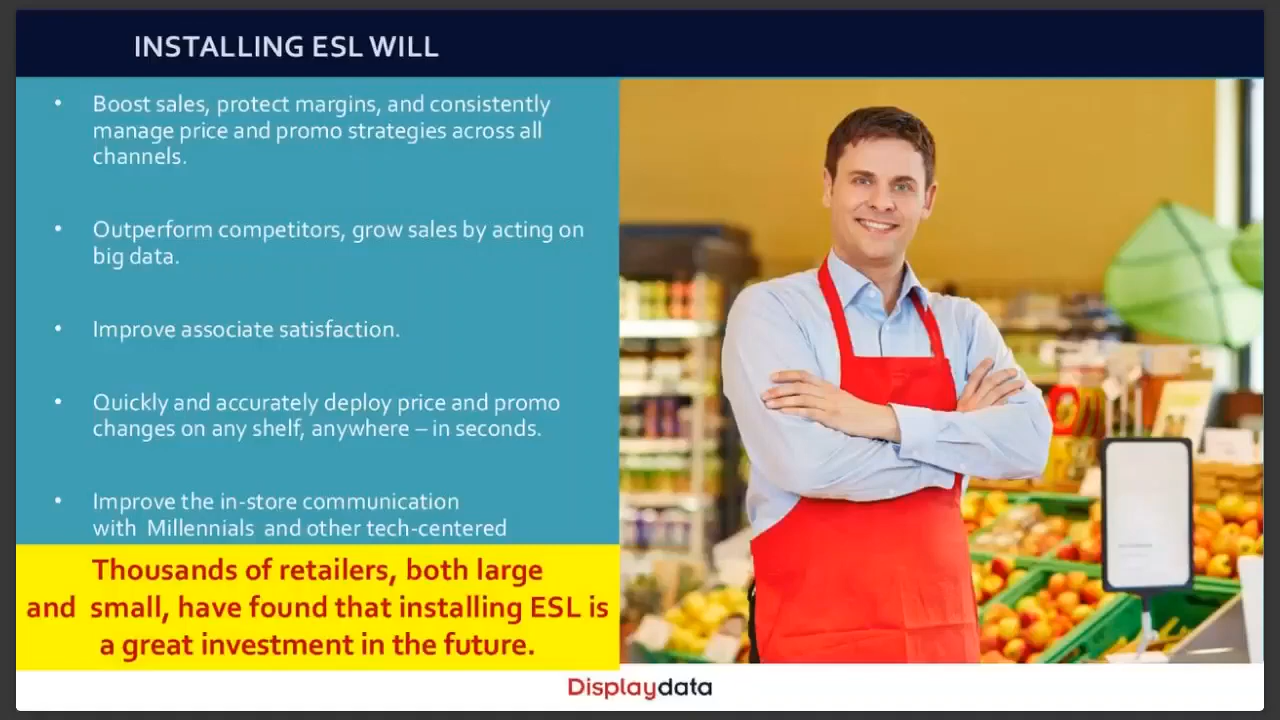 INSTALLING ESL WILL
• Boost sales, protect margins, and consistently
manage price and promo strategies across all
channels.
• Outperform competitors, grow sales by acting on
big data.
• Improve associate satisfaction.
• Quickly and accurately deploy price and promo
changes on any shelf, anywhere – in seconds.
• Improve the in-store communication
with Millennials and other tech-centered
Thousands of retailers, both large
and small, have found that installing ESL is
a great investment in the future.
Displaydata